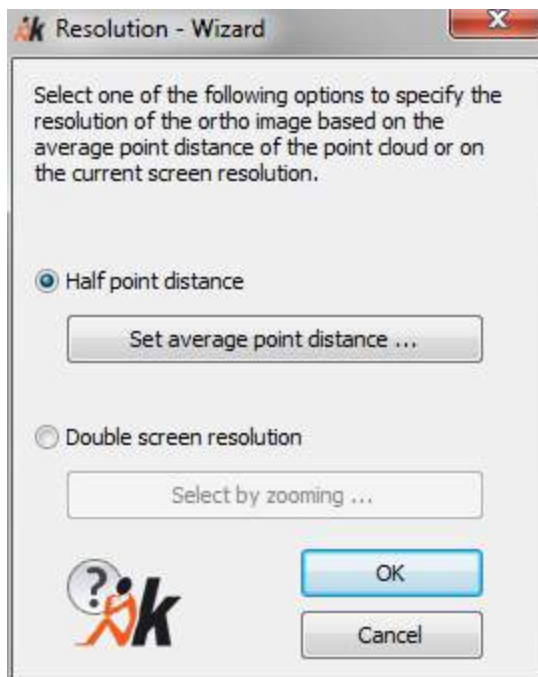 Resolution - Wizard
Select one of the following options to specify the
resolution of the ortho image based on the
average point distance of the point cloud or on
the current screen resolution.
Half point distance
Set average point distance ...
Double screen resolution
Select by zooming ...
OK
Cancel
?k